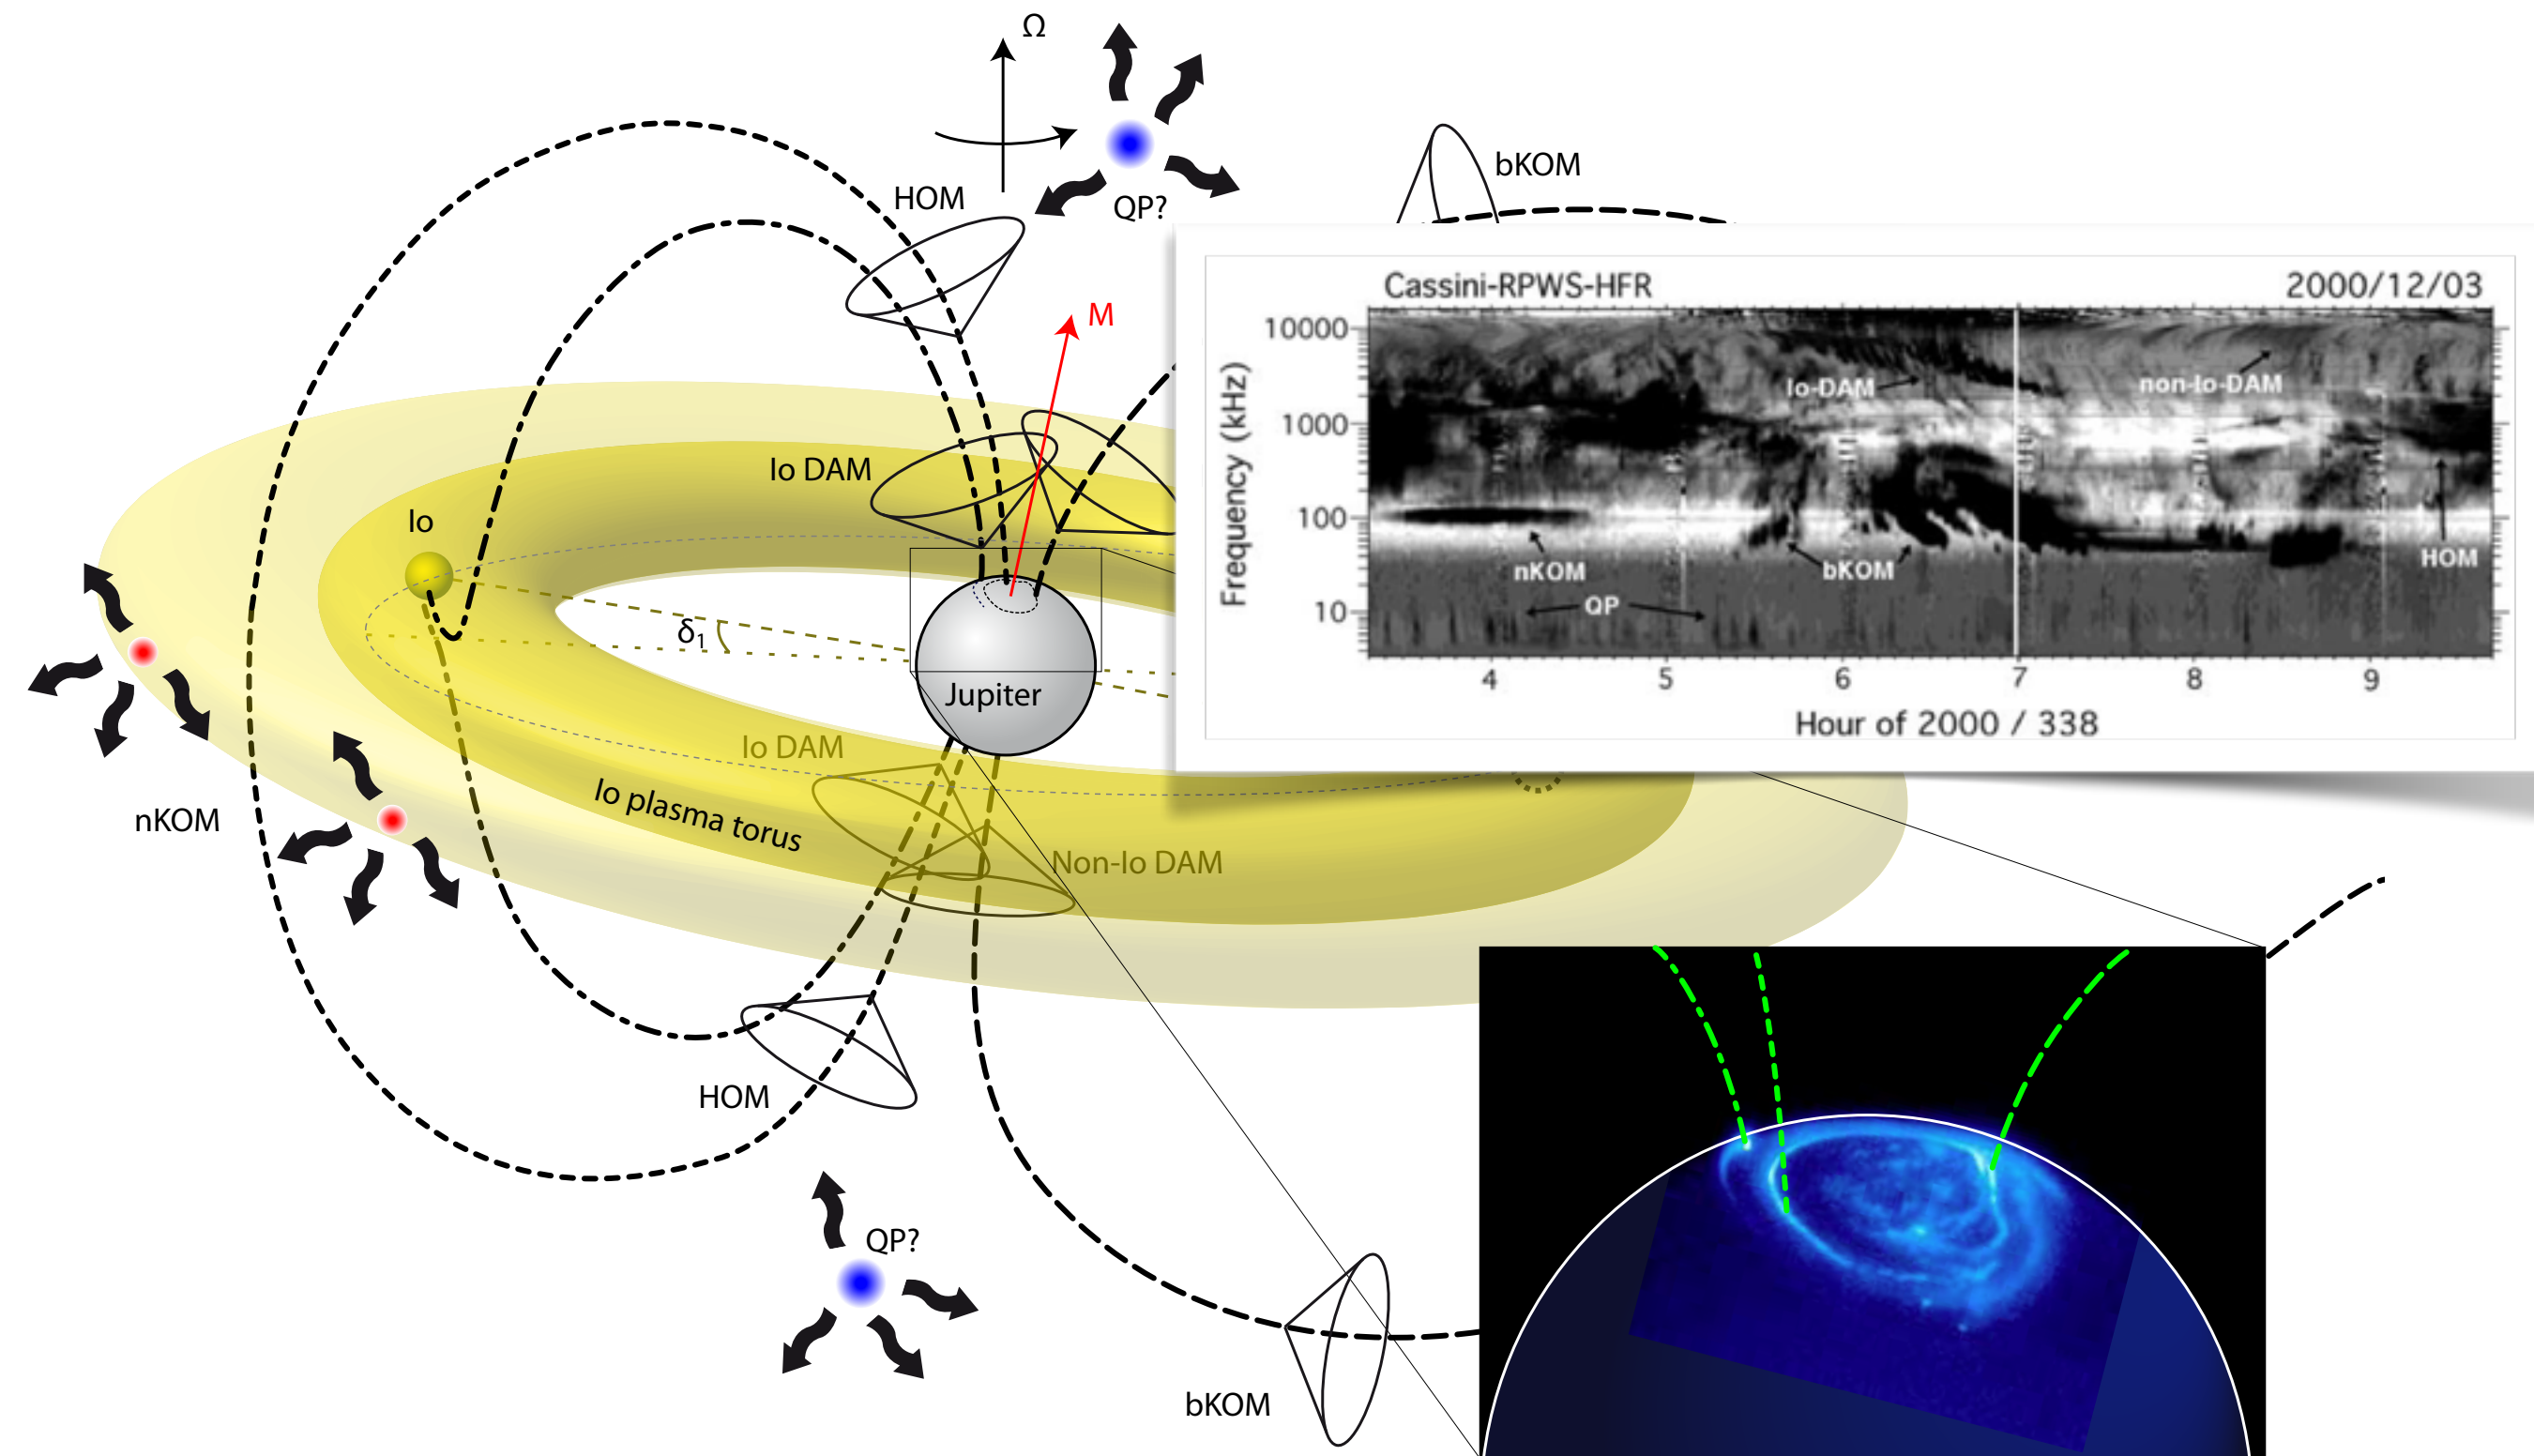 Ω
bKOM
HOM
QP?
M
Io DAM
Io
δ1
Jupiter
Io DAM
Io plasma torus
nKOM
Non-Io DAM
HOM
QP?
bKOM
Cassini-RPWS-HFR
2000/12/03
Frequency (kHz)
10000
1000
100
10
Io-DAM
non-Io-DAM
nKOM
bKOM
HOM
QP
4 5 6 7 8 9
Hour of 2000 / 338